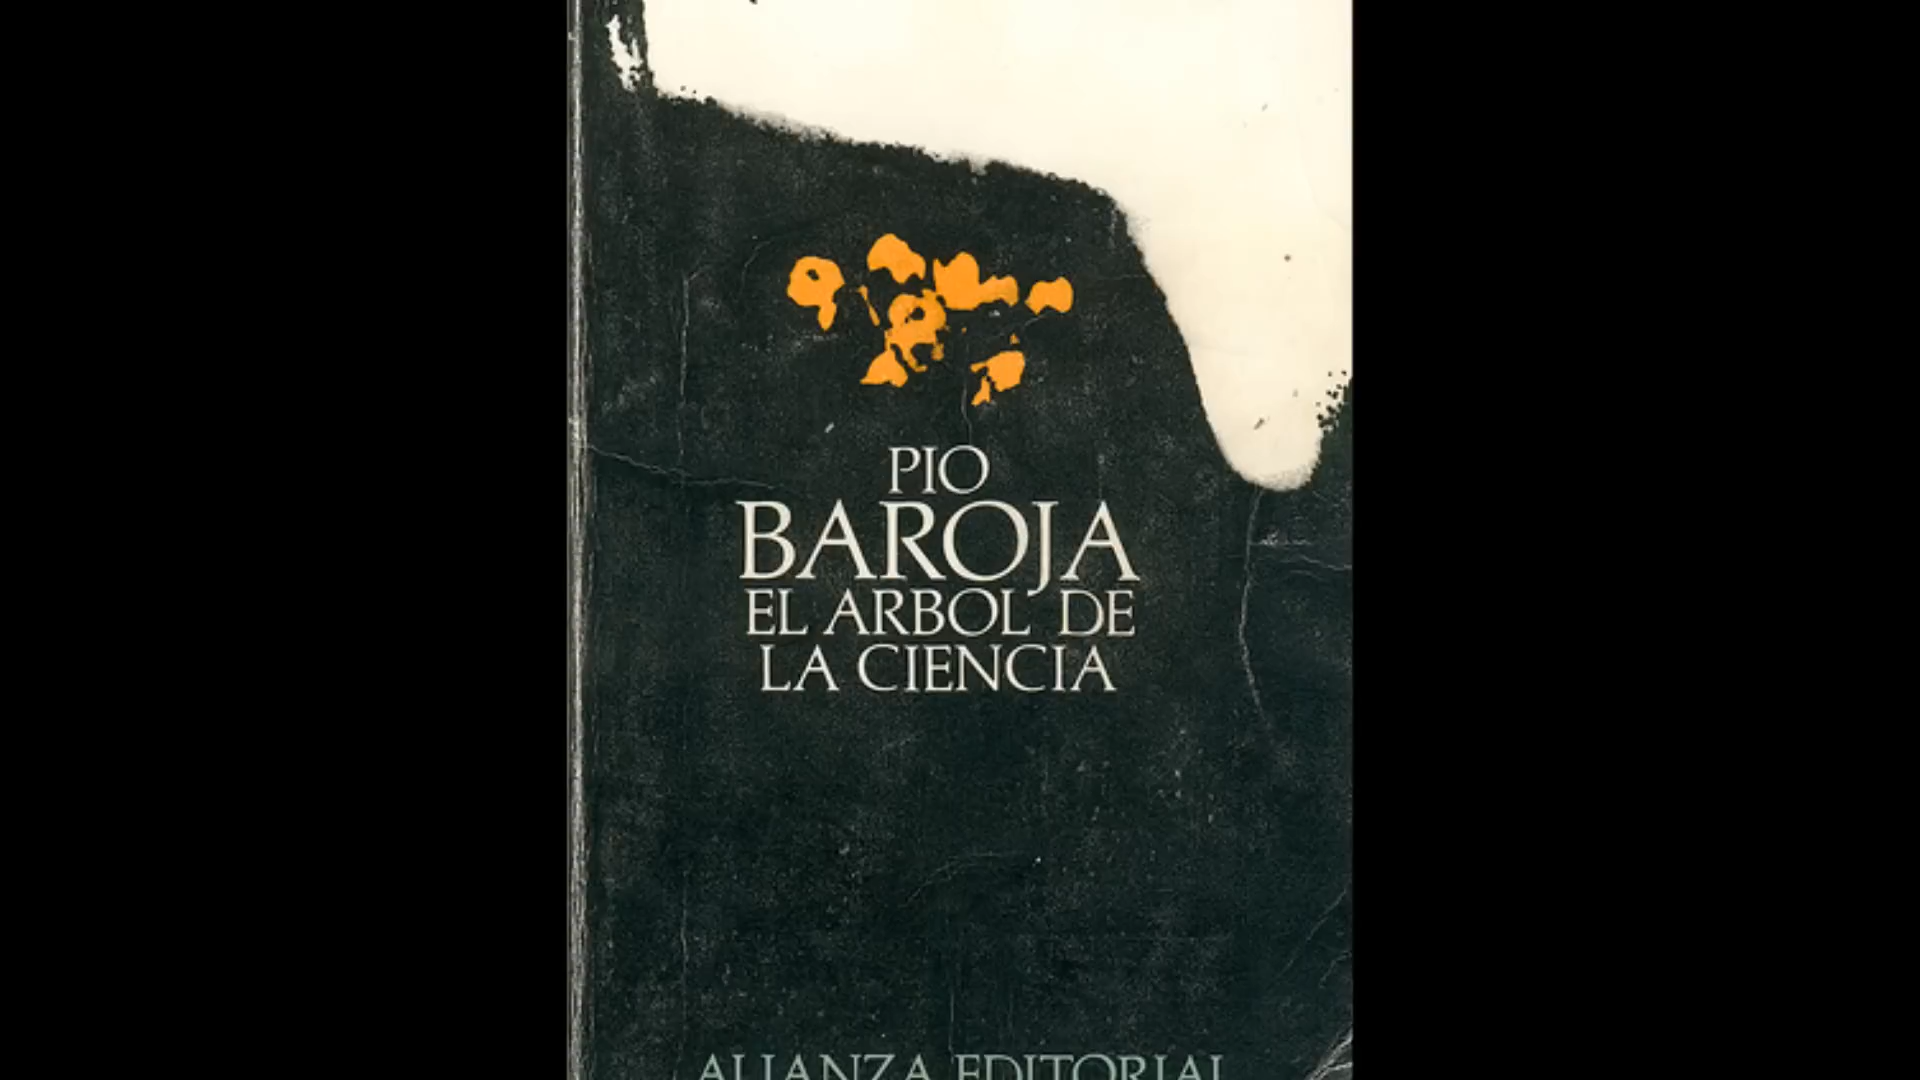 PIO
BAROJA
EL ARBOL DE
LA CIENCIA
ALIANZA EDITORIAL